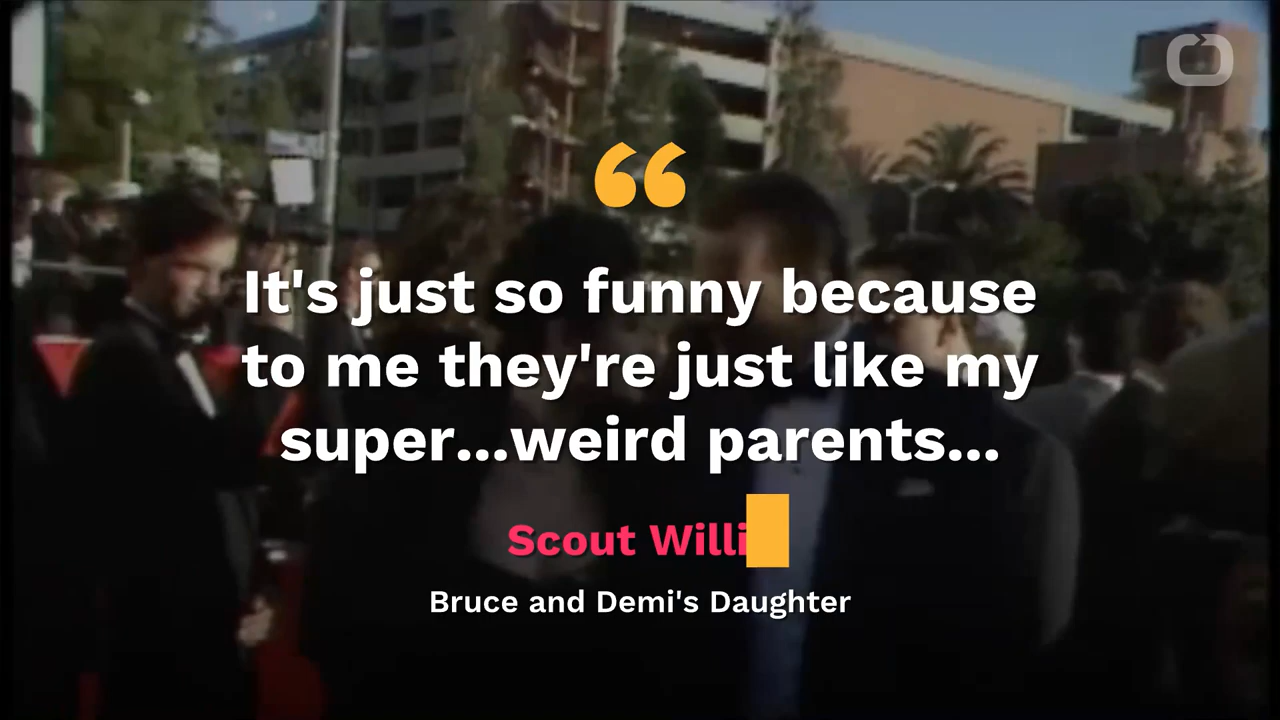 “
It's just so funny because
to me they're just like my
super...weird parents...
Scout Willi
Bruce and Demi's Daughter